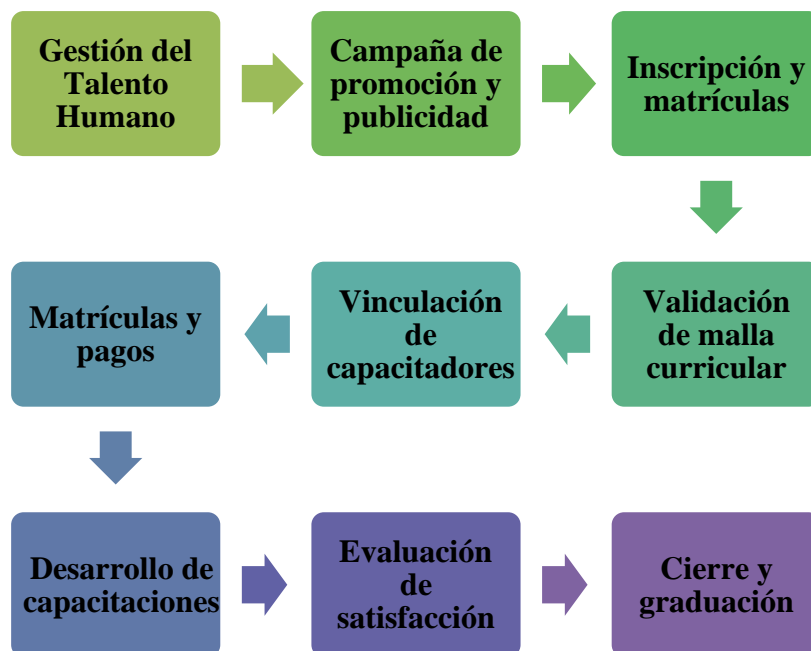 Gestión del
Talento
Humano
Campaña de
promoción y
publicidad
Inscripción y
matrículas
Validación
de malla
curricular
Vinculación
de
capacitadores
Matrículas y
pagos
Desarrollo de
capacitaciones
Evaluación
de
satisfacción
Cierre y
graduación